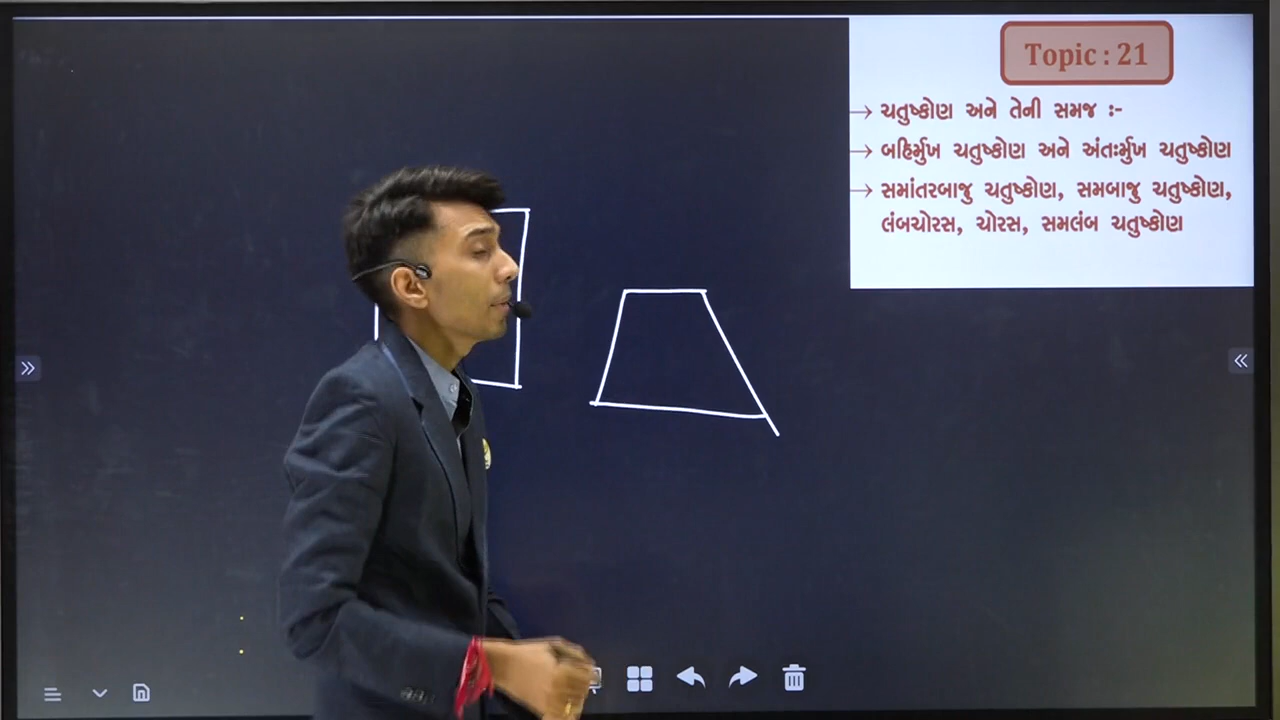 Topic : 21
→ ચતુષ્કોણ અને તેની સમજ :-
→ બહિર્મુખ ચતુષ્કોણ અને અંતઃર્મુખ ચતુષ્કોણ
→ સમાંતરબાજુ ચતુષ્કોણ, સમબાજુ ચતુષ્કોણ,
લંબચોરસ, ચોરસ, સમલંબ ચતુષ્કોણ